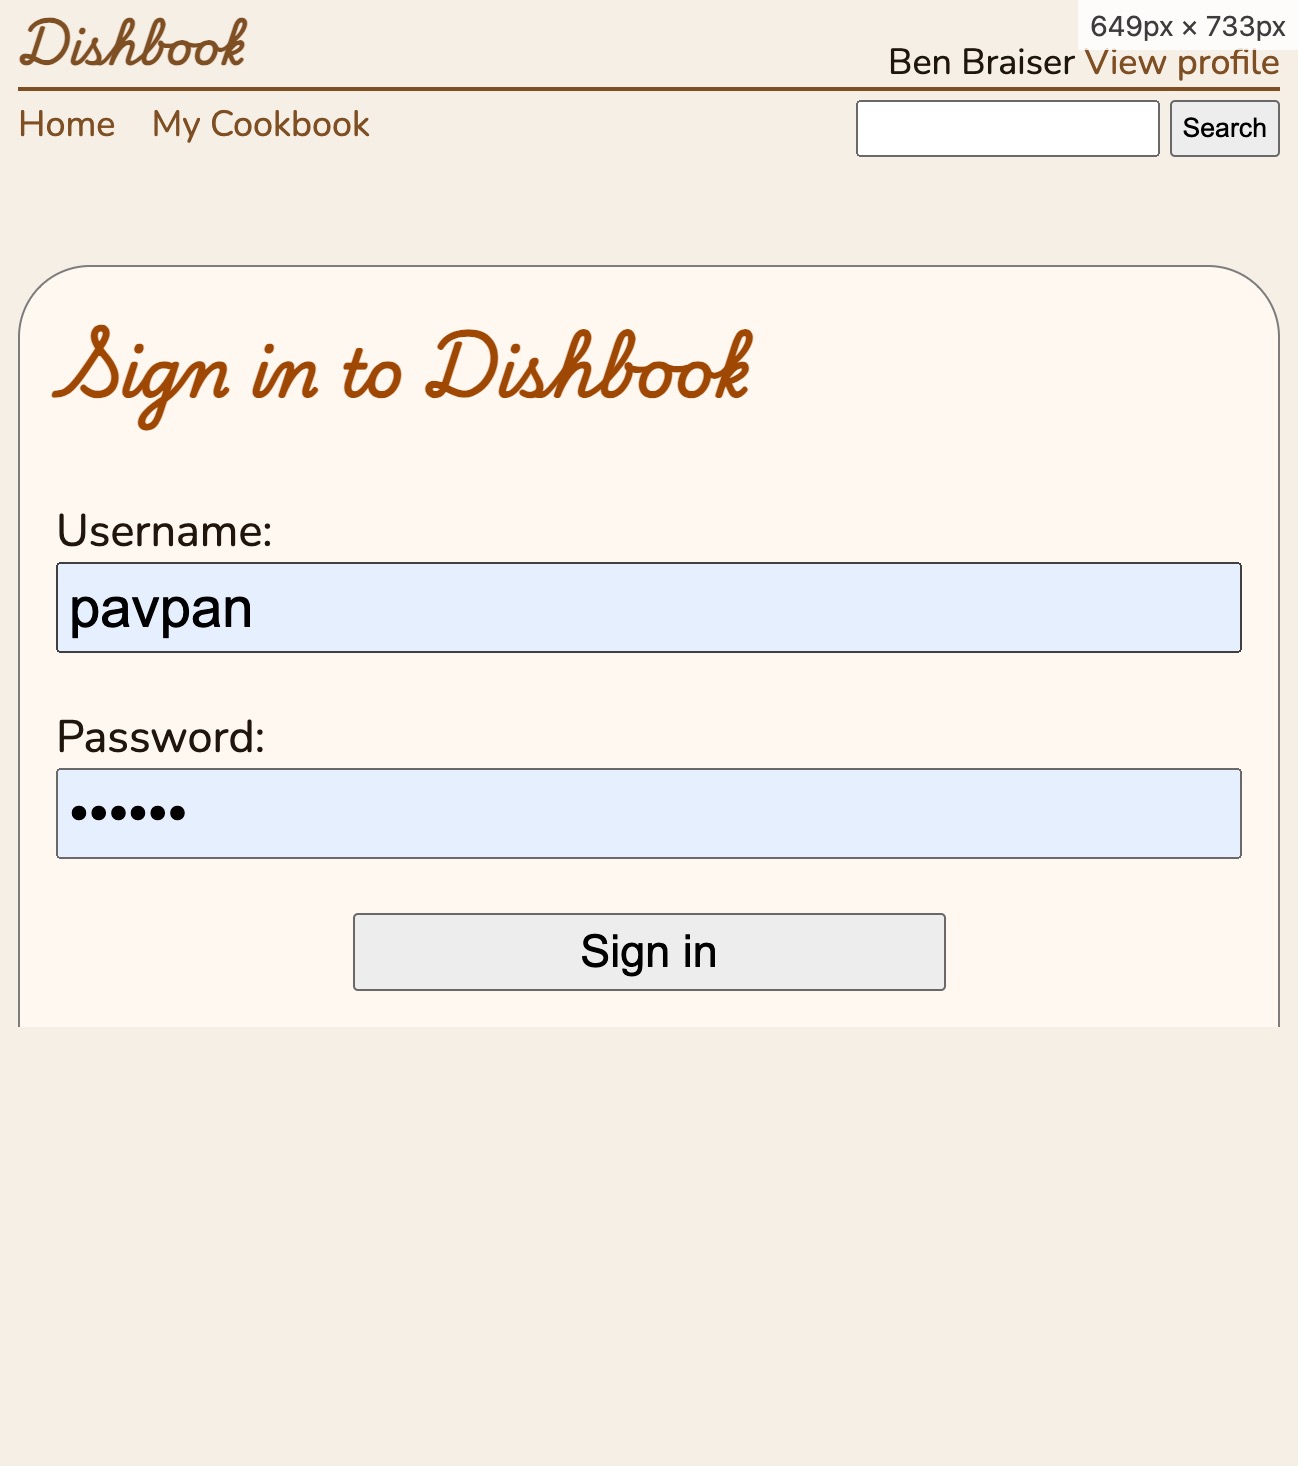 Dishbook
649px × 733px
Ben Braiser View profile
Home My Cookbook
Search
Sign in to Dishbook
Username:
pavpan
Password:
••••••
Sign in